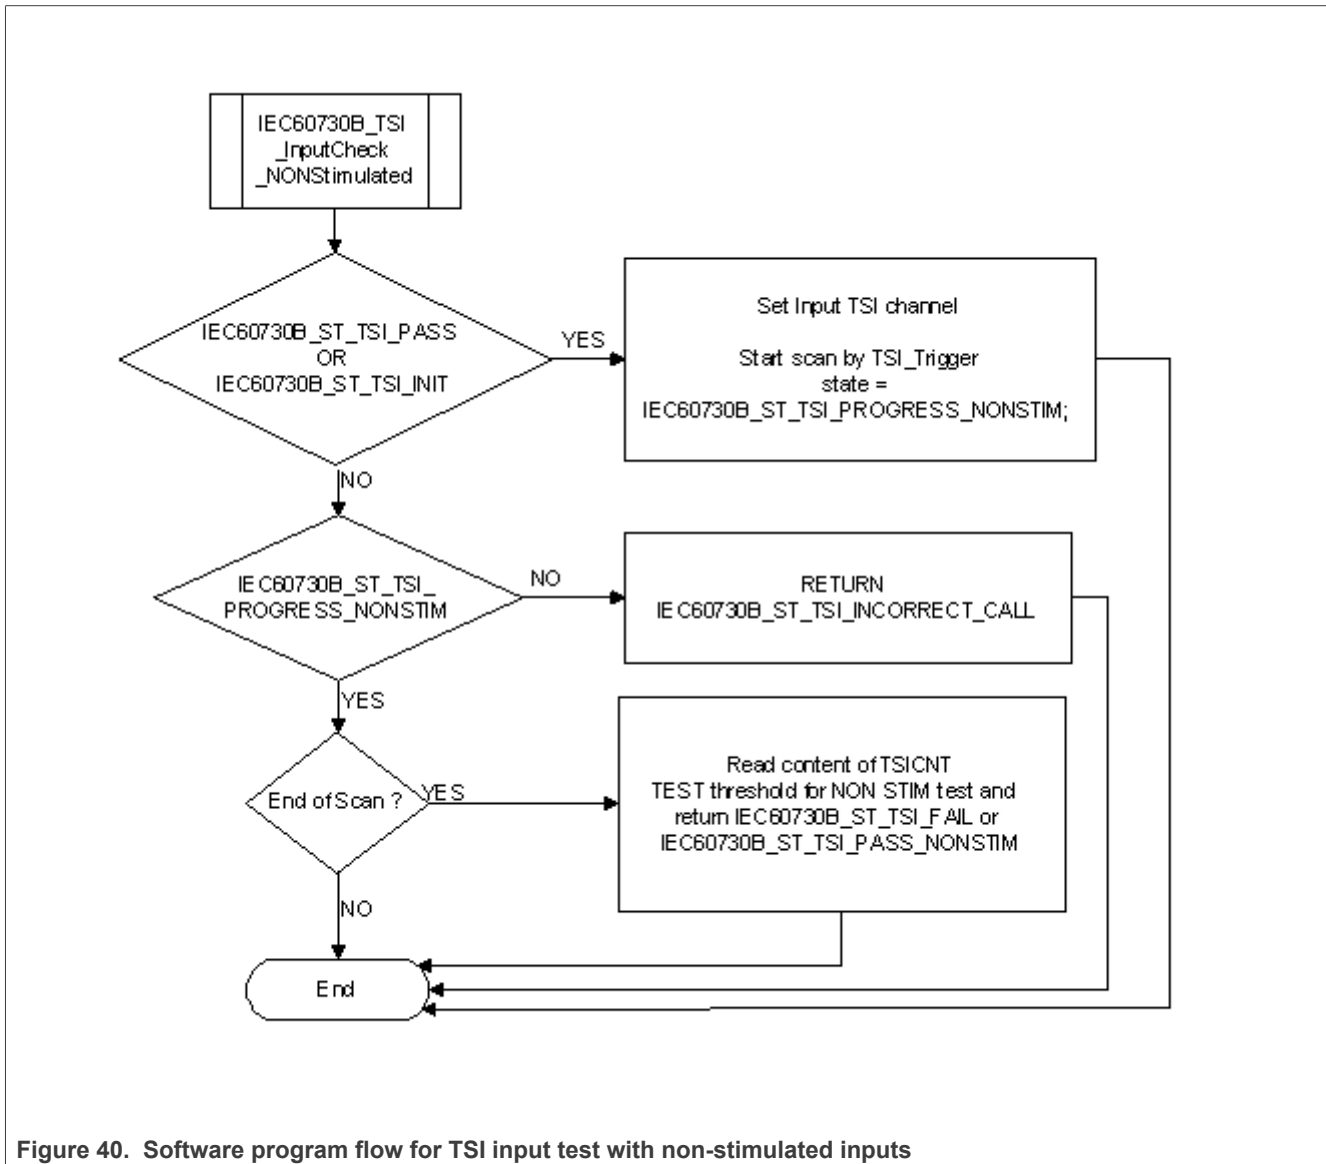 IEC60730B_TSI
_InputCheck
_NONStimulated
IEC60730B_ST_TSI_PASS
OR
IEC60730B_ST_TSI_INIT
YES
Set Input TSI channel
Start scan by TSI_Trigger
state =
IEC60730B_ST_TSI_PROGRESS_NONSTIM;
NO
IEC60730B_ST_TSI_
PROGRESS_NONSTIM
NO
RETURN
IEC60730B_ST_TSI_INCORRECT_CALL
YES
End of Scan ?
YES
Read content of TSICNT
TEST threshold for NON STIM test and
return IEC60730B_ST_TSI_FAIL or
IEC60730B_ST_TSI_PASS_NONSTIM
NO
End
Figure 40. Software program flow for TSI input test with non-stimulated inputs